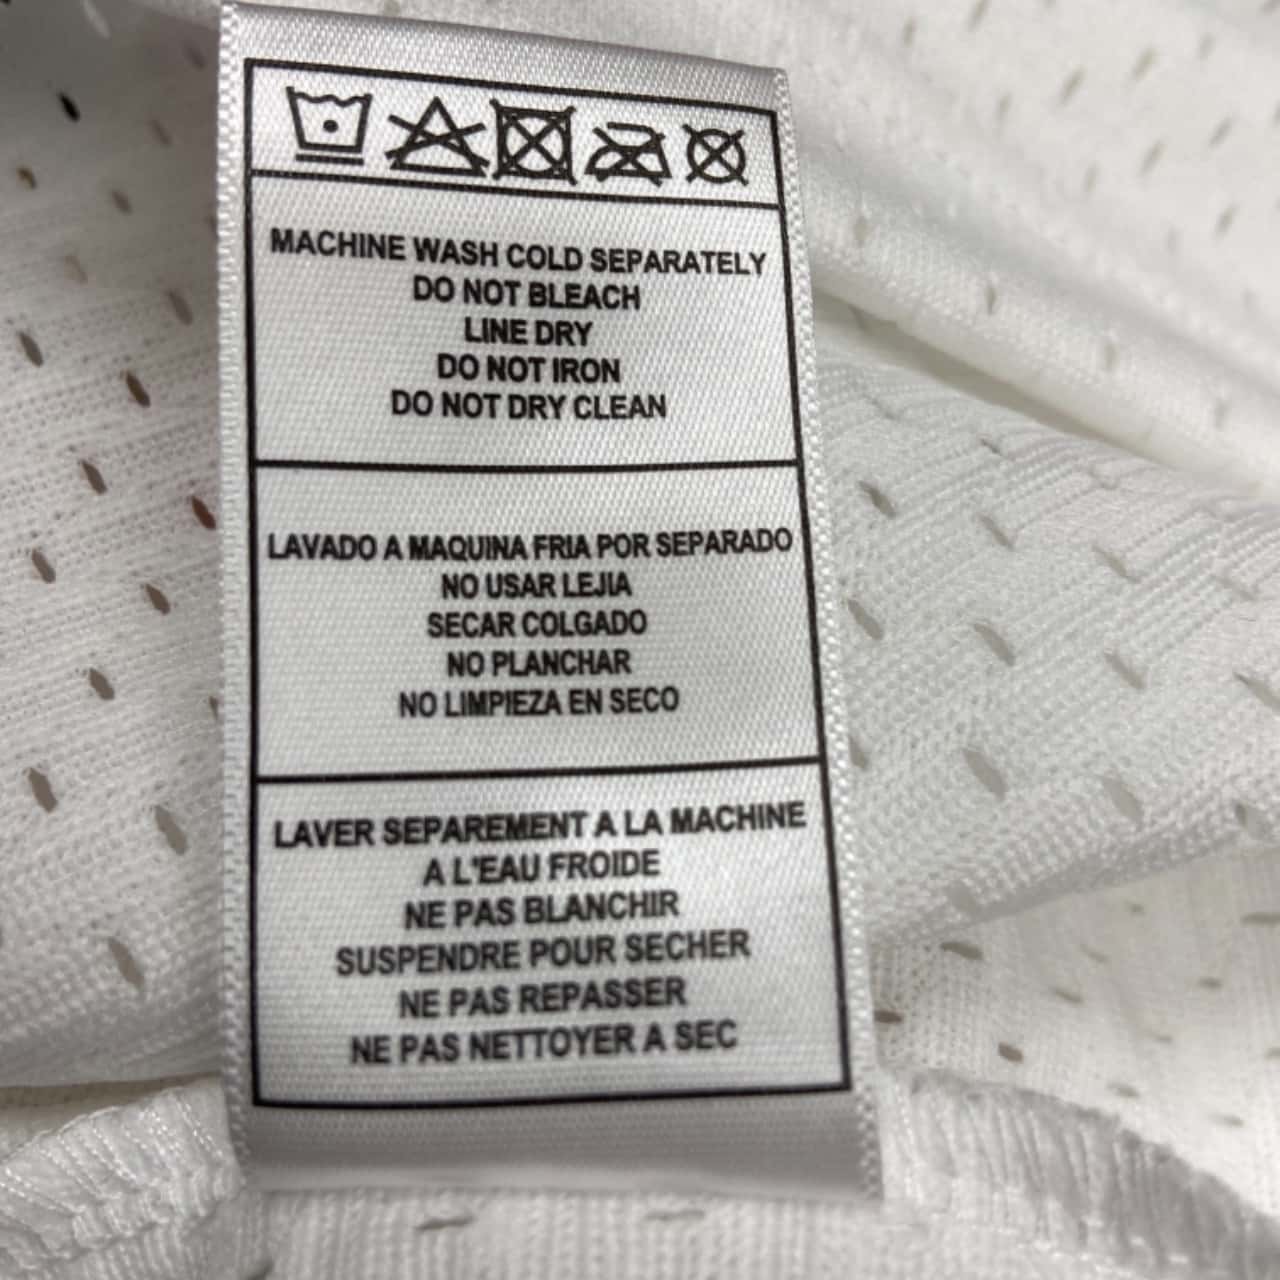 MACHINE WASH COLD SEPARATELY
DO NOT BLEACH
LINE DRY
DO NOT IRON
DO NOT DRY CLEAN
LAVADO A MAQUINA FRIA POR SEPARADO
NO USAR LEJIA
SECAR COLGADO
NO PLANCHAR
NO LIMPIEZA EN SECO
LAVER SEPAREMENT A LA MACHINE
A L'EAU FROIDE
NE PAS BLANCHIR
SUSPENDRE POUR SECHER
NE PAS REPASSER
NE PAS NETTOYER A SEC